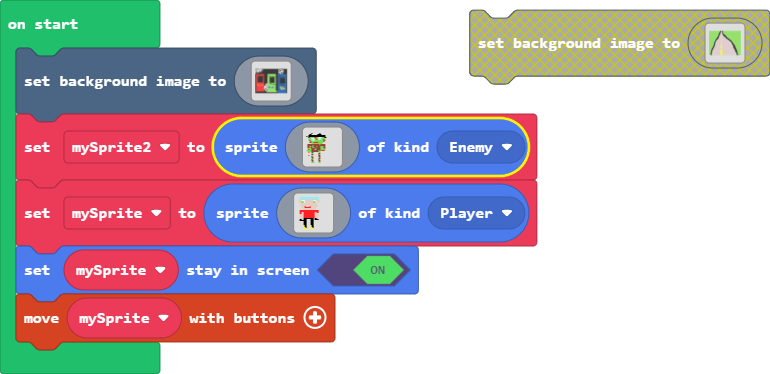 on start
set background image to
set background image to
set mySprite2 to sprite of kind Enemy
set mySprite to sprite of kind Player
set mySprite stay in screen ON
move mySprite with buttons